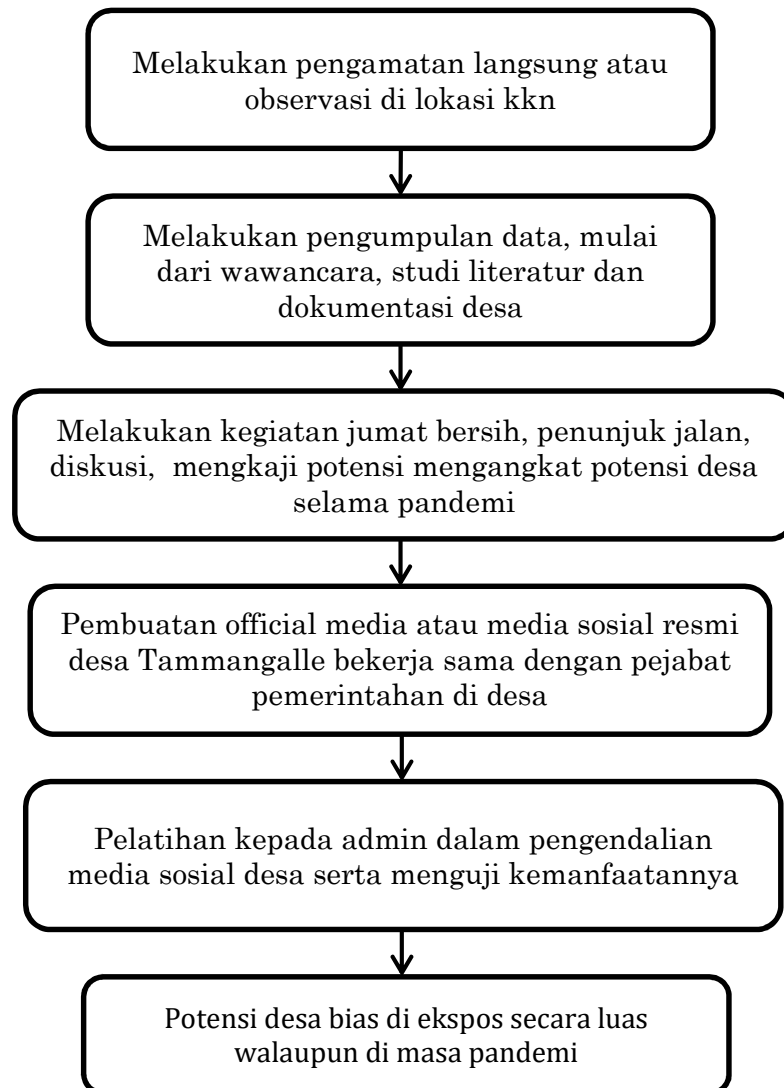 Melakukan pengamatan langsung atau
observasi di lokasi kkn
Melakukan pengumpulan data, mulai
dari wawancara, studi literatur dan
dokumentasi desa
Melakukan kegiatan jumat bersih, penunjuk jalan,
diskusi,  mengkaji potensi mengangkat potensi desa
selama pandemi
Pembuatan official media atau media sosial resmi
desa Tammangalle bekerja sama dengan pejabat
pemerintahan di desa
Pelatihan kepada admin dalam pengendalian
media sosial desa serta menguji kemanfaatannya
Potensi desa bias di ekspos secara luas
walaupun di masa pandemi